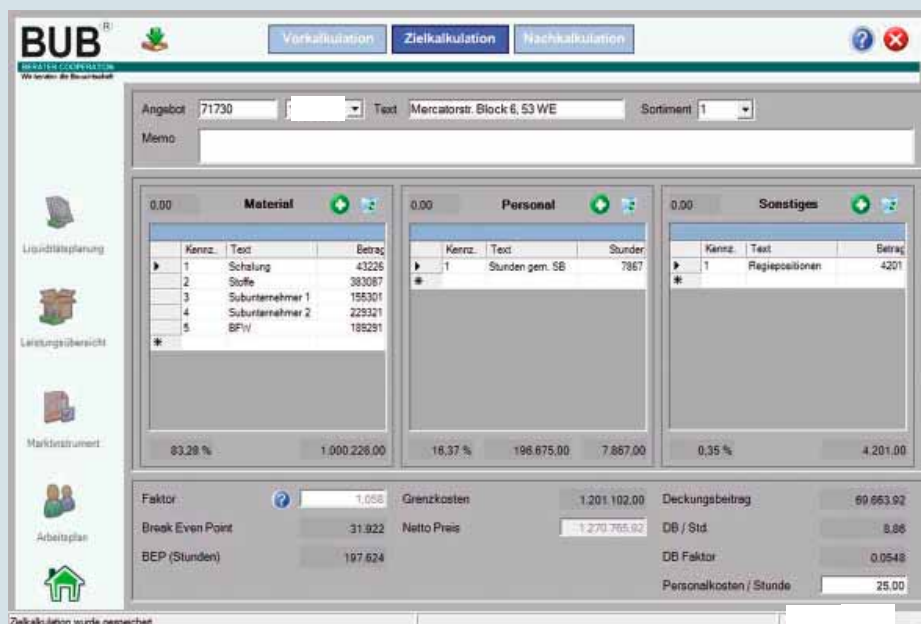 BUB (R)
BERATER COOPERATION
Wir beraten die Bauwirtschaft
Vorkalkulation Zielkalkulation Nachkalkulation
Angebot 71730 Text Mercatorstr. Block 6, 53 WE Sortiment 1
Memo
0.00 Material
Kennz. Text Betrag
1 Schalung 43226
2 Stoffe 383087
3 Subunternehmer 1 155301
4 Subunternehmer 2 229321
5 BFW 189291
83,28 % 1.000.226,00
0.00 Personal
Kennz. Text Stunder
1 Stunden gem. SB 7867
16,37 % 196.675,00 7.867,00
0.00 Sonstiges
Kennz. Text Betrag
1 Regiepositionen 4201
0,35 % 4.201,00
Liquiditätsplanung
Leistungsübersicht
Marktinstrument
Arbeitsplan
Faktor 1,058
Break Even Point 31.922
BEP (Stunden) 197.624
Grenzkosten 1.201.102,00
Netto Preis 1.270.765,92
Deckungsbeitrag 69.663,92
DB / Std. 8,86
DB Faktor 0.0548
Personalkosten / Stunde 25.00
Zielkalkulation wurde gespeichert